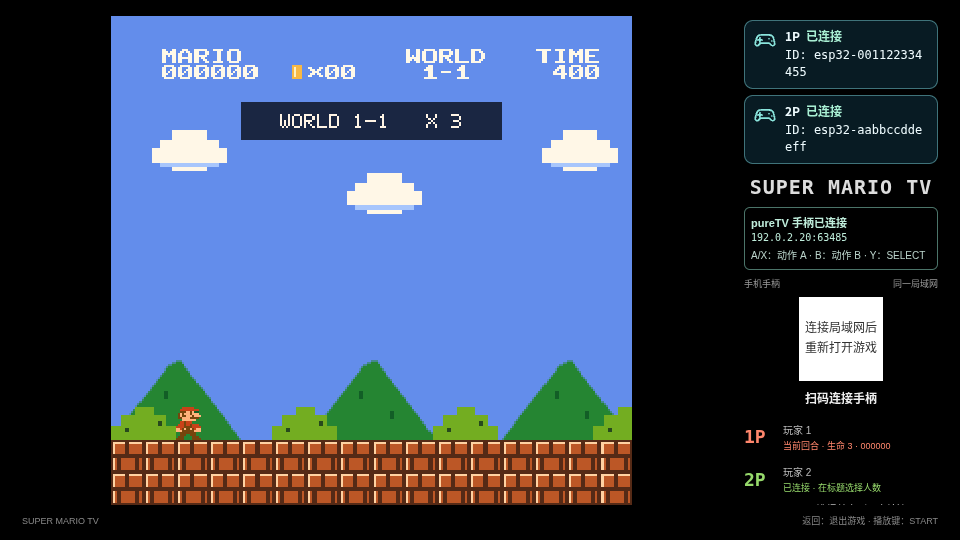 MARIO WORLD TIME
000000 x00 1-1 400
WORLD 1-1 X 3
1P 已连接
ID: esp32-001122334
455
2P 已连接
ID: esp32-aabbccdde
eff
SUPER MARIO TV
pureTV 手柄已连接
192.0.2.20:63485
A/X：动作 A · B：动作 B · Y：SELECT
手机手柄 同一局域网
连接局域网后
重新打开游戏
扫码连接手柄
1P 玩家 1
当前回合 · 生命 3 · 000000
2P 玩家 2
已连接 · 在标题选择人数
SUPER MARIO TV 返回：退出游戏 · 播放键：START